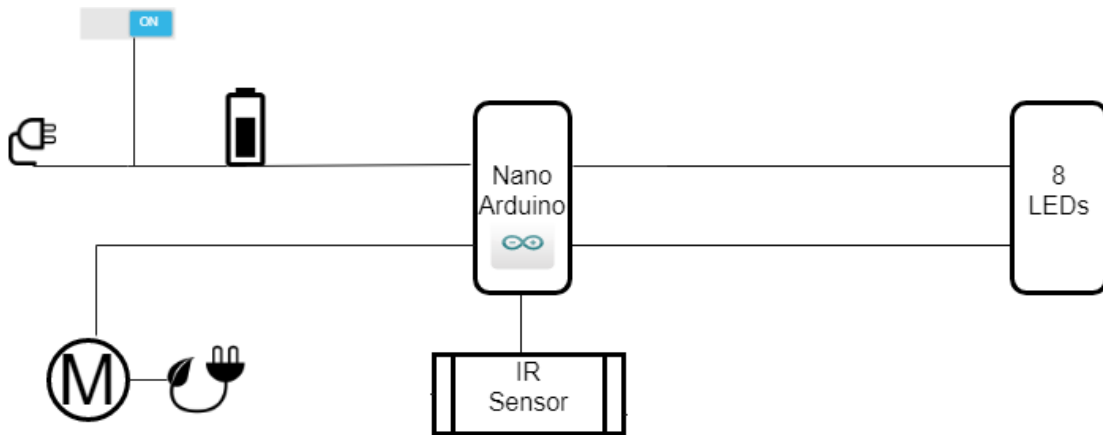 ON
Nano
Arduino
8
LEDs
M
IR
Sensor